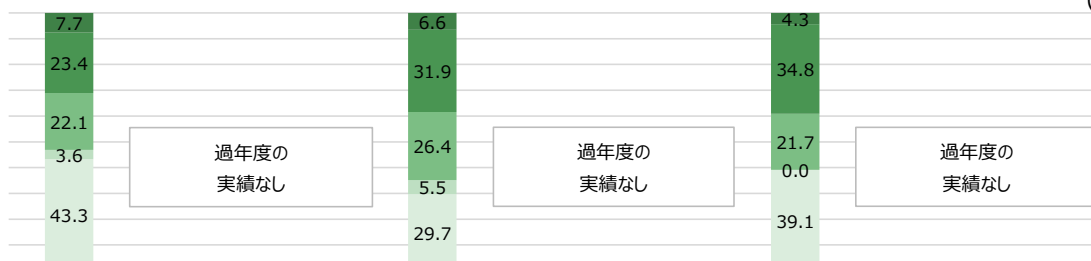 7.7
23.4
22.1
3.6
43.3
過年度の
実績なし
6.6
31.9
26.4
5.5
29.7
過年度の
実績なし
4.3
34.8
21.7
0.0
39.1
過年度の
実績なし